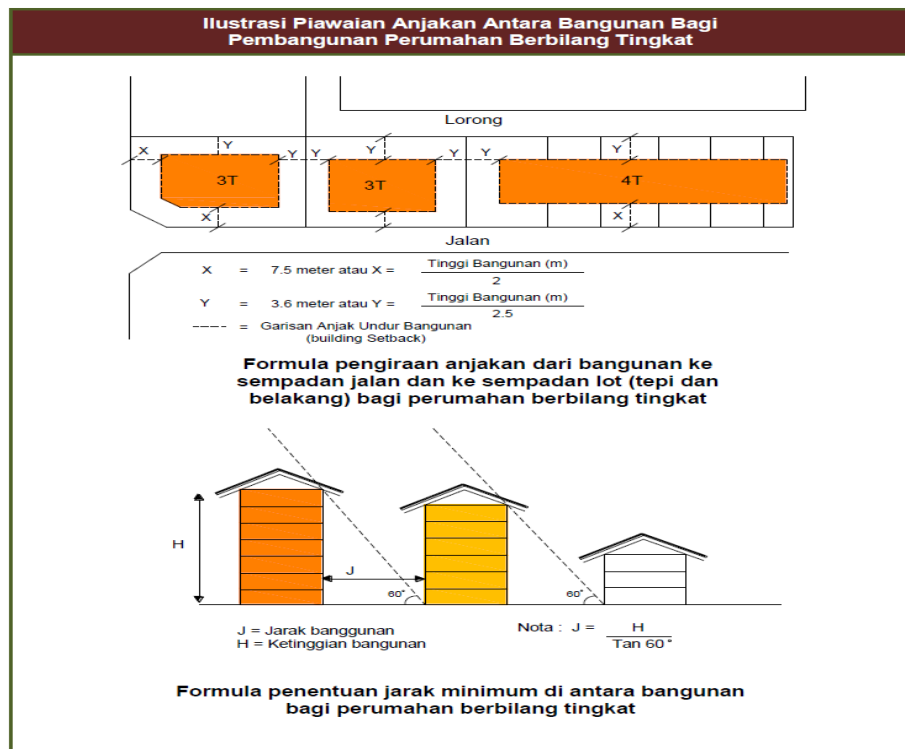 Ilustrasi Piawaian Anjakan Antara Bangunan Bagi
Pembangunan Perumahan Berbilang Tingkat
Lorong
X Y Y Y Y Y Y
3T 3T 4T
X X
Jalan
X = 7.5 meter atau X = Tinggi Bangunan (m)
2
Y = 3.6 meter atau Y = Tinggi Bangunan (m)
2.5
---- = Garisan Anjak Undur Bangunan
(building Setback)
Formula pengiraan anjakan dari bangunan ke
sempadan jalan dan ke sempadan lot (tepi dan
belakang) bagi perumahan berbilang tingkat
H
J
60°
60°
J = Jarak banggunan
H = Ketinggian bangunan
Nota : J = H
Tan 60°
Formula penentuan jarak minimum di antara bangunan
bagi perumahan berbilang tingkat